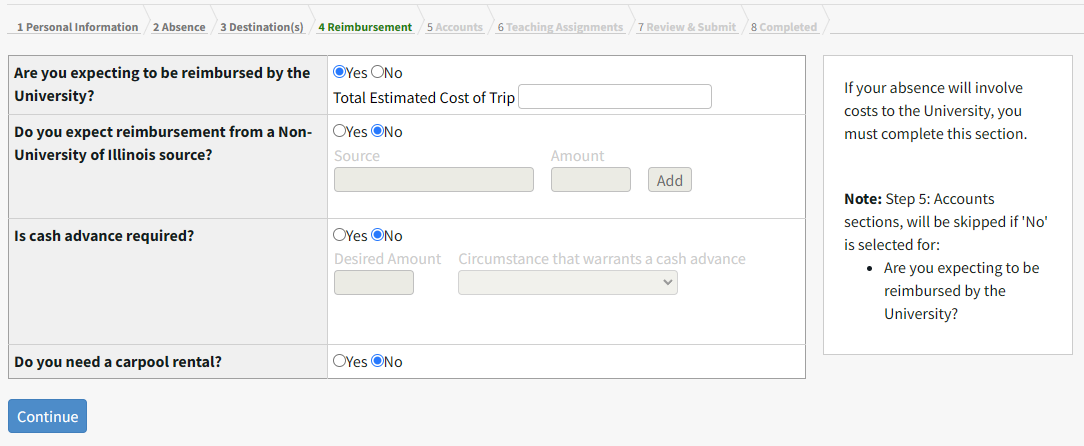 1 Personal Information 2 Absence 3 Destination(s) 4 Reimbursement 5 Accounts 6 Teaching Assignments 7 Review & Submit 8 Completed
Are you expecting to be reimbursed by the
University?
Yes No
Total Estimated Cost of Trip
Do you expect reimbursement from a Non-
University of Illinois source?
Yes No
Source Amount
Add
Is cash advance required?
Yes No
Desired Amount Circumstance that warrants a cash advance
Do you need a carpool rental?
Yes No
Continue
If your absence will involve
costs to the University, you
must complete this section.
Note: Step 5: Accounts
sections, will be skipped if 'No'
is selected for:
• Are you expecting to be
reimbursed by the
University?